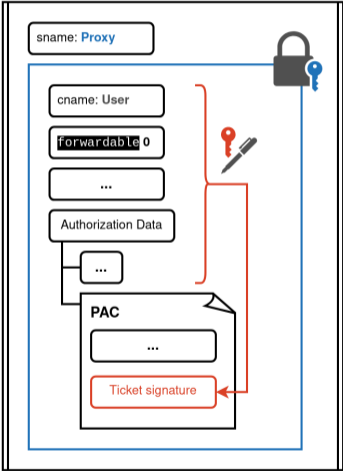 sname: Proxy
cname: User
forwardable 0
...
Authorization Data
...
PAC
...
Ticket signature